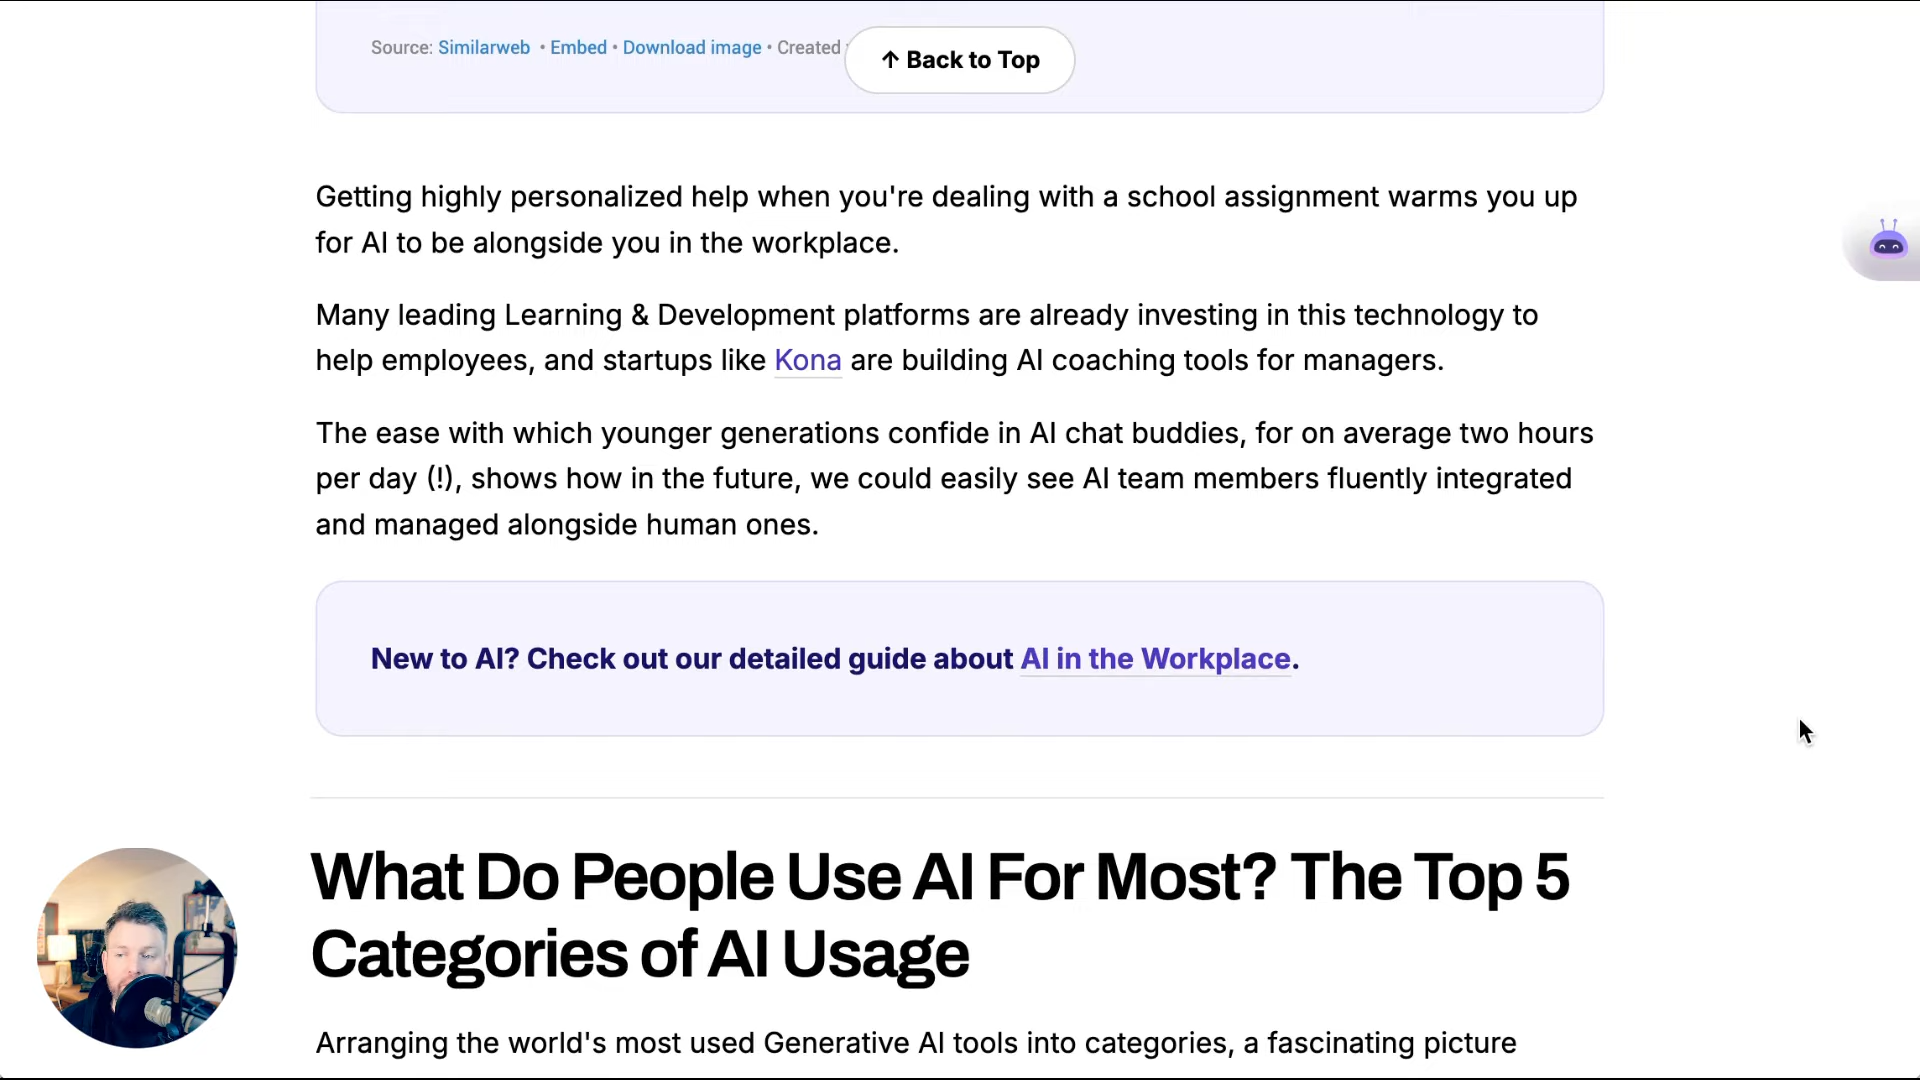 Source: Similarweb • Embed • Download image • Created
↑ Back to Top
Getting highly personalized help when you're dealing with a school assignment warms you up
for AI to be alongside you in the workplace.
Many leading Learning & Development platforms are already investing in this technology to
help employees, and startups like Kona are building AI coaching tools for managers.
The ease with which younger generations confide in AI chat buddies, for on average two hours
per day (!), shows how in the future, we could easily see AI team members fluently integrated
and managed alongside human ones.
New to AI? Check out our detailed guide about AI in the Workplace.
What Do People Use AI For Most? The Top 5
Categories of AI Usage
Arranging the world's most used Generative AI tools into categories, a fascinating picture